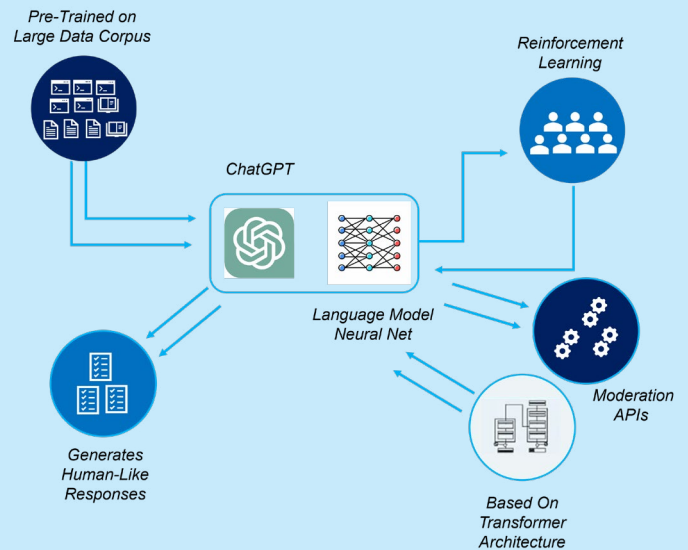 Pre-Trained on
Large Data Corpus
Reinforcement
Learning
ChatGPT
Language Model
Neural Net
Moderation
APIs
Generates
Human-Like
Responses
Based On
Transformer
Architecture